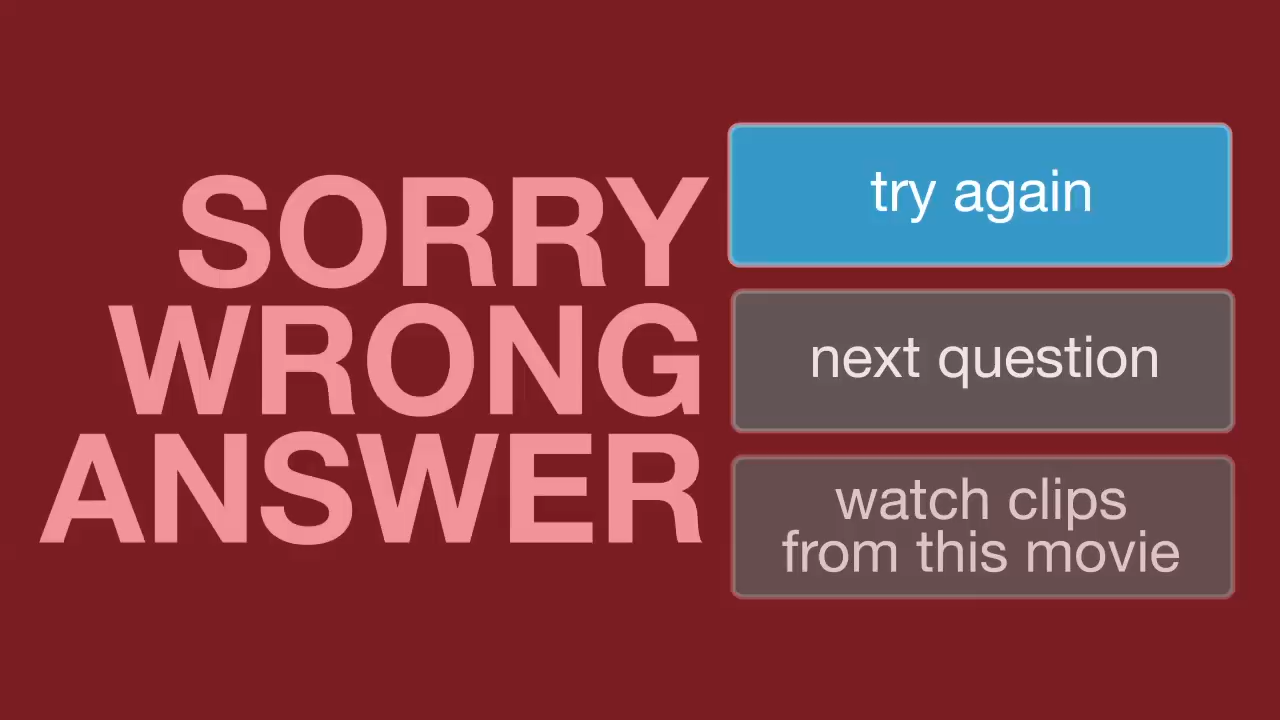 SORRY
WRONG
ANSWER
try again
next question
watch clips
from this movie